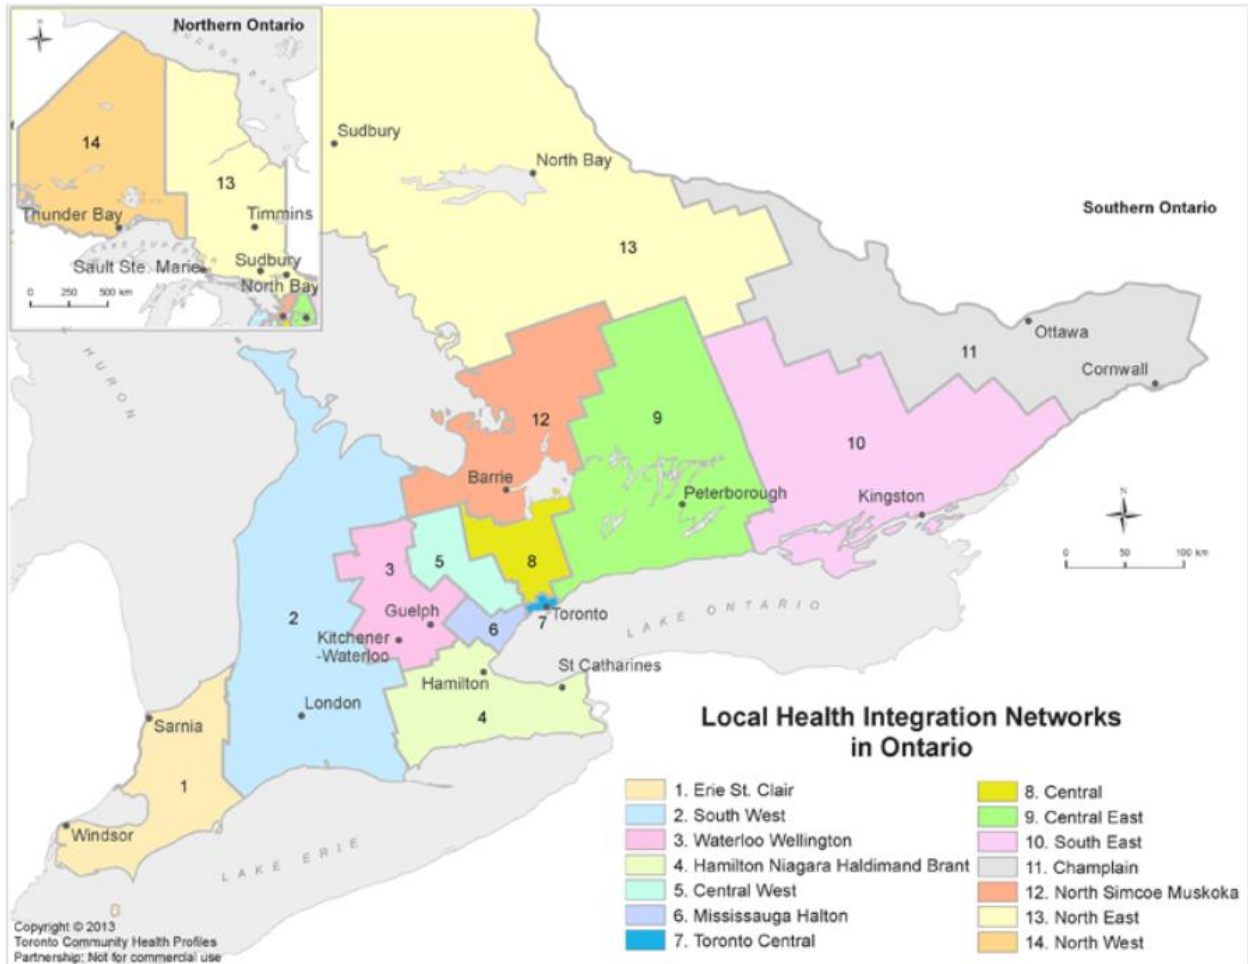 Northern Ontario
N
HUDSON BAY
14
13
Thunder Bay
Timmins
LAKE SUPERIOR
Sault Ste. Marie
Sudbury
North Bay
0 250 500 km
Sudbury
North Bay
Southern Ontario
13
HURON
11
Ottawa
Cornwall
12
9
10
Barrie
Peterborough
Kingston
N
0 50 100 km
3
5
8
2
Guelph
6
7
Toronto
LAKE ONTARIO
Kitchener
-Waterloo
Hamilton
St Catharines
4
London
Sarnia
1
Windsor
LAKE ERIE
Local Health Integration Networks
in Ontario
1. Erie St. Clair
2. South West
3. Waterloo Wellington
4. Hamilton Niagara Haldimand Brant
5. Central West
6. Mississauga Halton
7. Toronto Central
8. Central
9. Central East
10. South East
11. Champlain
12. North Simcoe Muskoka
13. North East
14. North West
Copyright © 2013
Toronto Community Health Profiles
Partnership: Not for commercial use